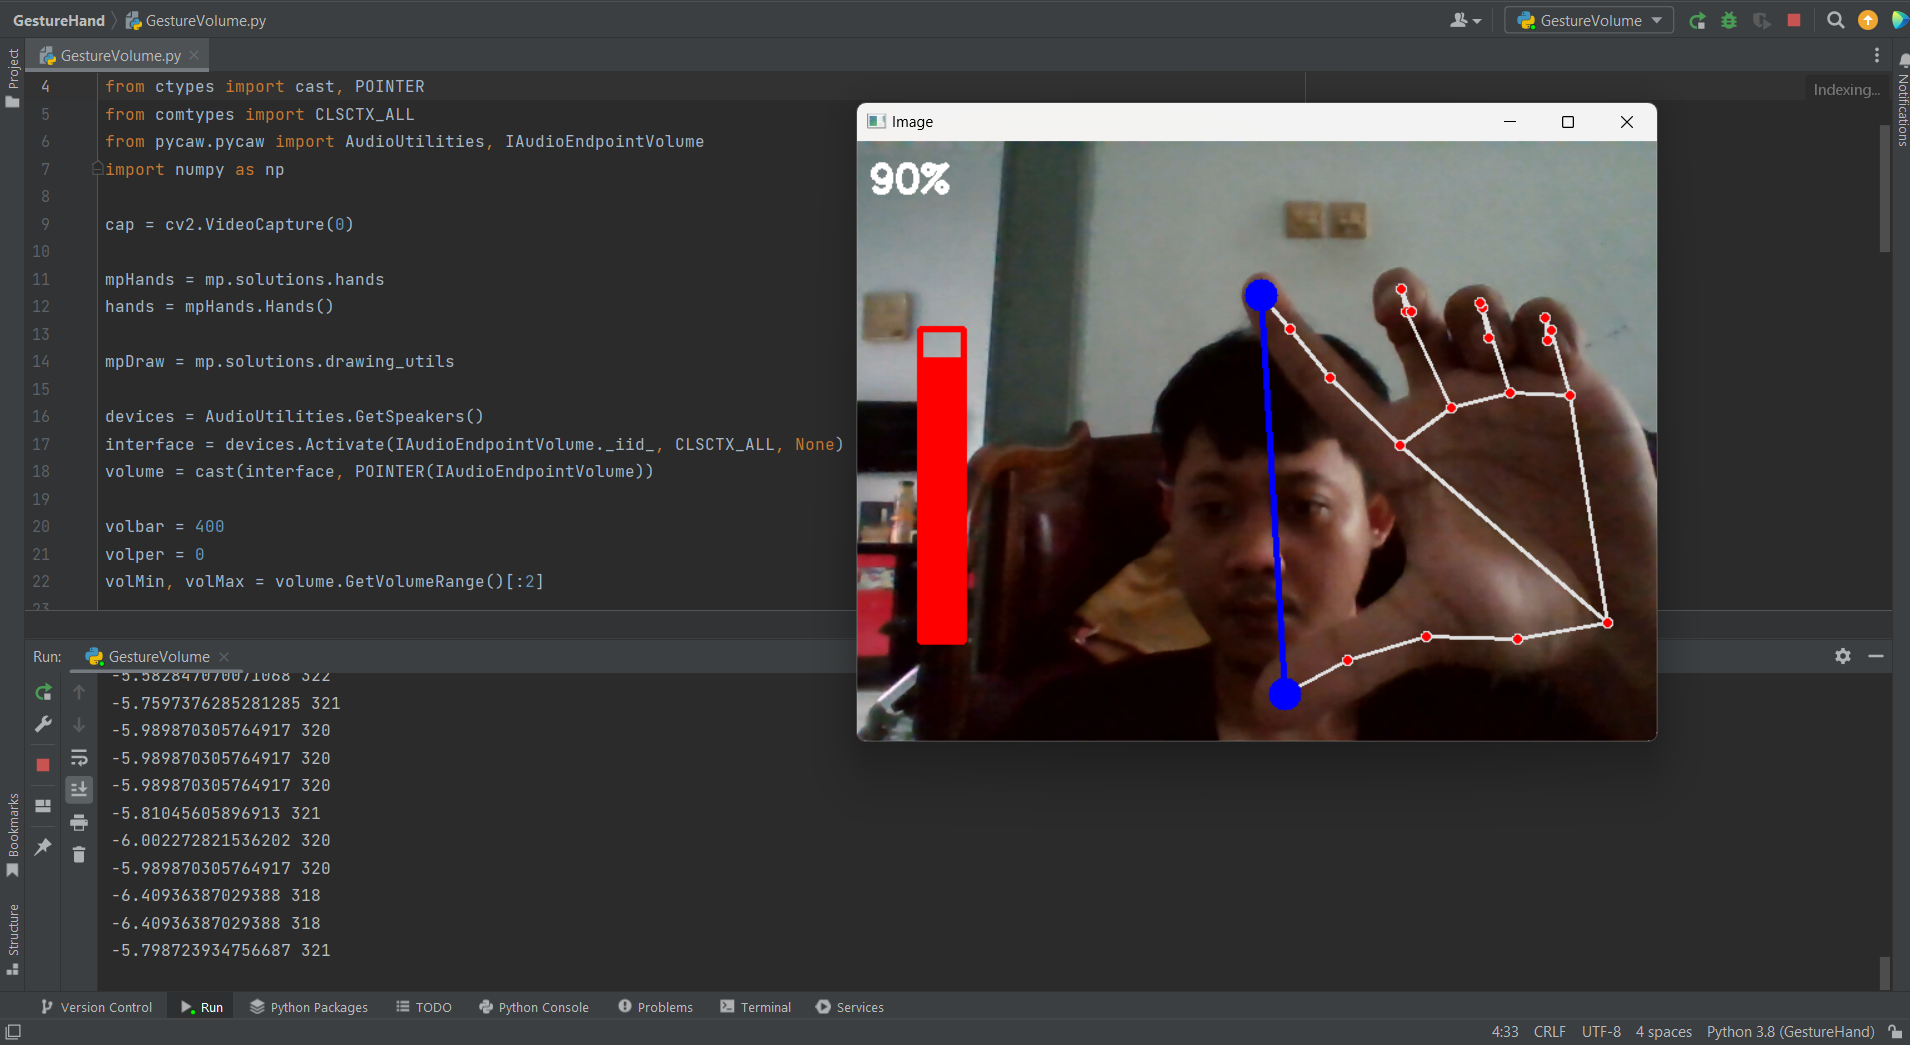 GestureHand GestureVolume.py
GestureVolume
GestureVolume.py
Project
Notifications
Indexing...
4 from ctypes import cast, POINTER
5 from comtypes import CLSCTX_ALL
6 from pycaw.pycaw import AudioUtilities, IAudioEndpointVolume
7 import numpy as np
8
9 cap = cv2.VideoCapture(0)
10
11 mpHands = mp.solutions.hands
12 hands = mpHands.Hands()
13
14 mpDraw = mp.solutions.drawing_utils
15
16 devices = AudioUtilities.GetSpeakers()
17 interface = devices.Activate(IAudioEndpointVolume._iid_, CLSCTX_ALL, None)
18 volume = cast(interface, POINTER(IAudioEndpointVolume))
19
20 volbar = 400
21 volper = 0
22 volMin, volMax = volume.GetVolumeRange()[:2]
23
Image
90%
Run: GestureVolume
-5.582847070071068 322
-5.7597376285281285 321
-5.989870305764917 320
-5.989870305764917 320
-5.989870305764917 320
-5.81045605896913 321
-6.002272821536202 320
-5.989870305764917 320
-6.40936387029388 318
-6.40936387029388 318
-5.798723934756687 321
Bookmarks
Structure
Version Control Run Python Packages TODO Python Console Problems Terminal Services
4:33 CRLF UTF-8 4 spaces Python 3.8 (GestureHand)